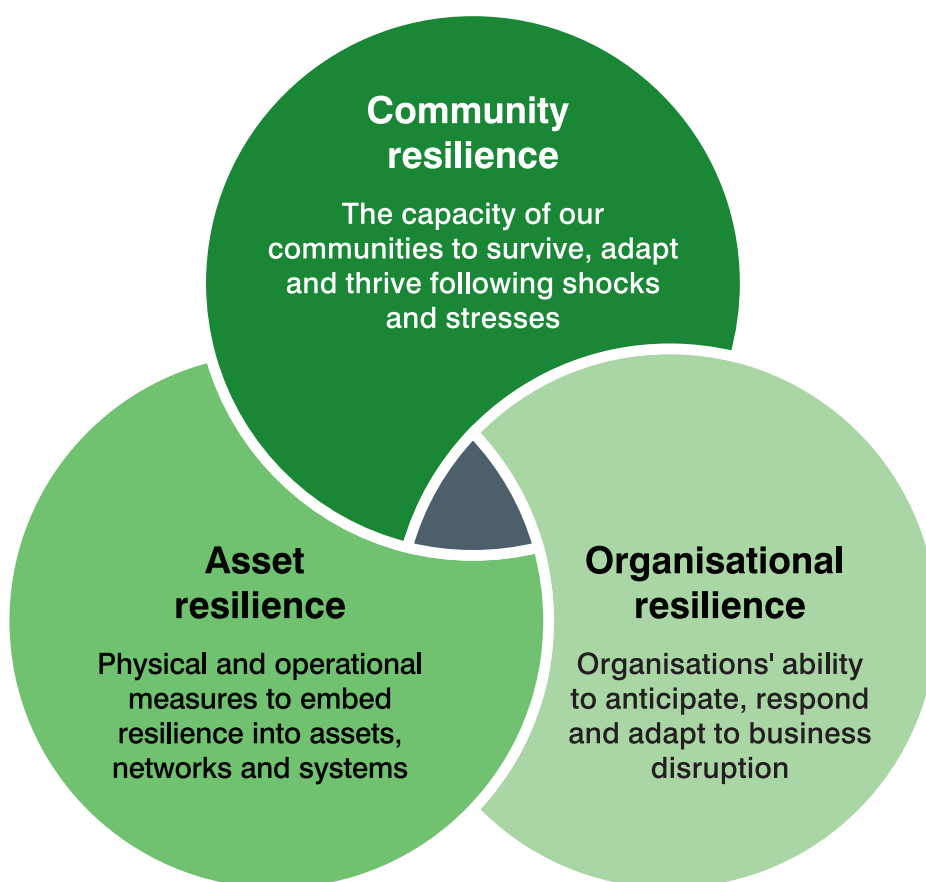 Community
resilience
The capacity of our
communities to survive, adapt
and thrive following shocks
and stresses
Asset
resilience
Physical and operational
measures to embed
resilience into assets,
networks and systems
Organisational
resilience
Organisations' ability
to anticipate, respond
and adapt to business
disruption